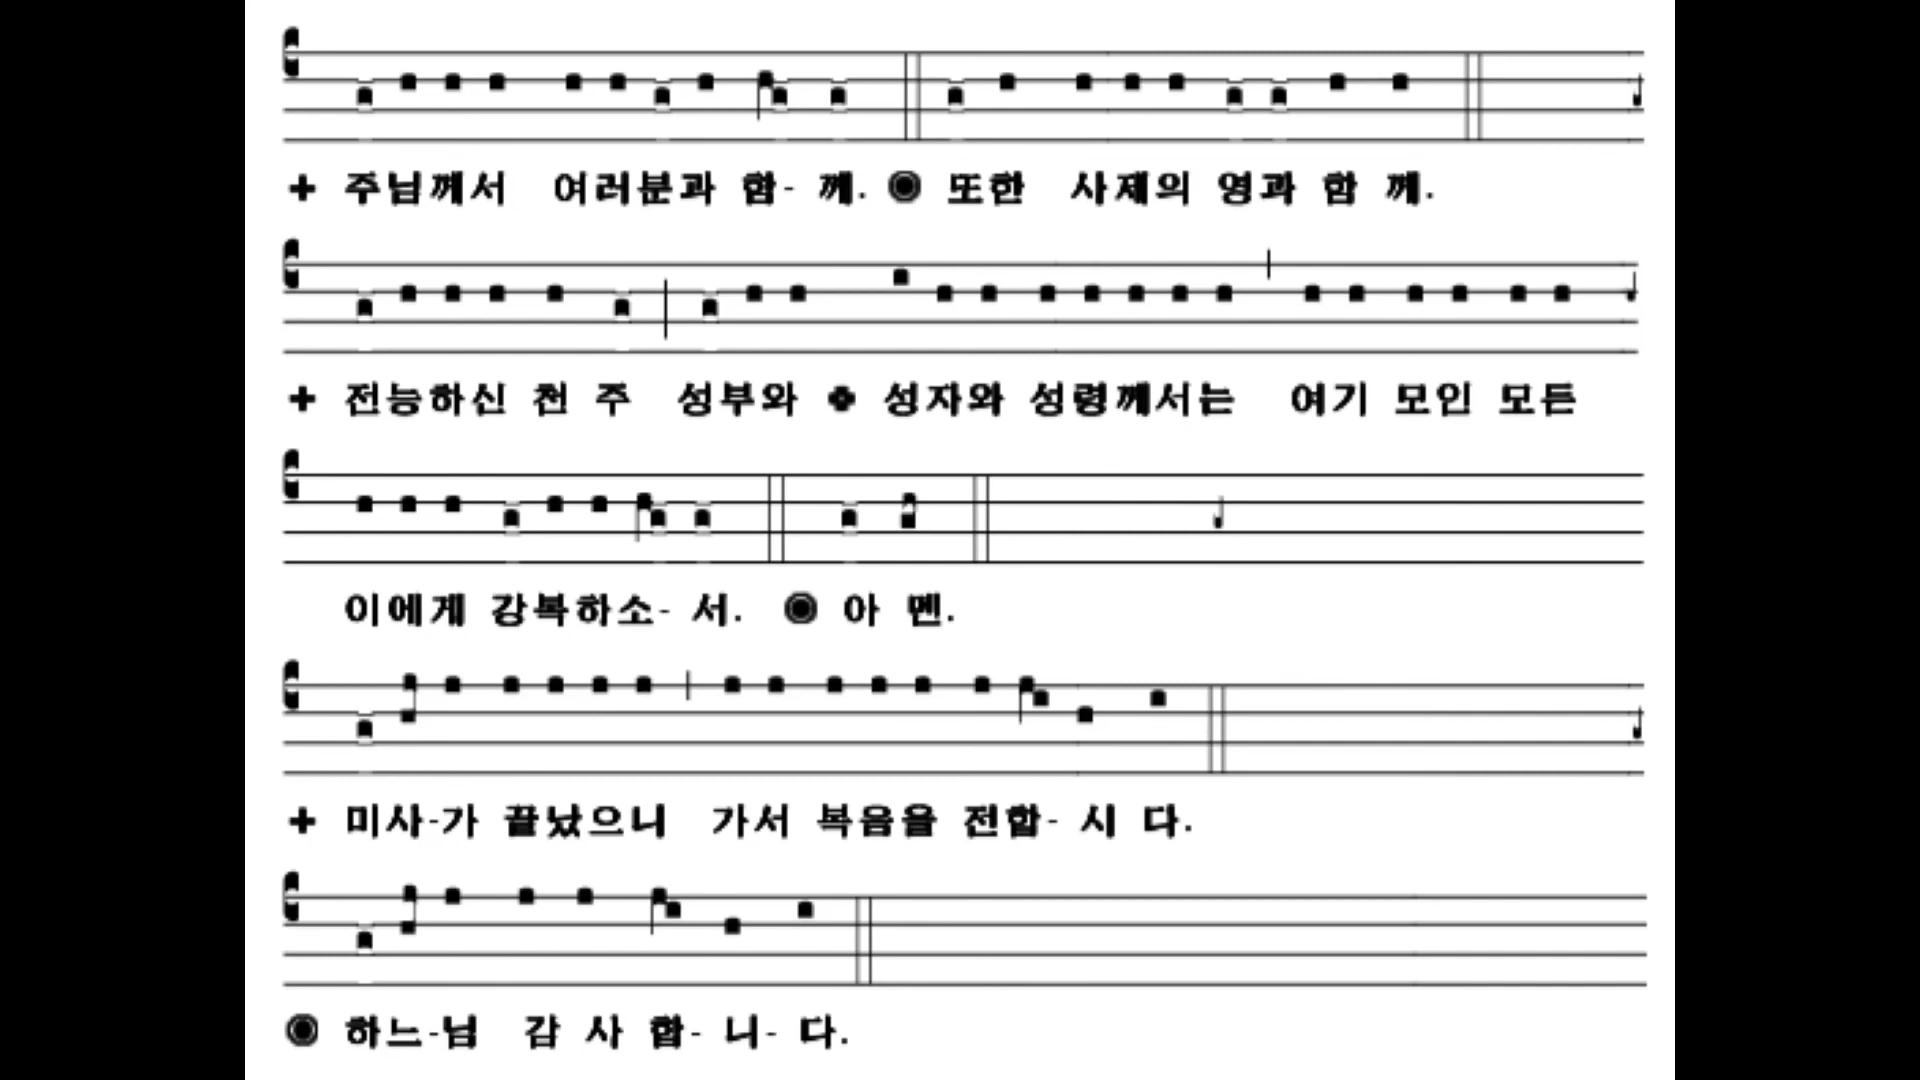 ✚ 주님께서 여러분과 함- 께. ◉ 또한 사제의 영과 함 께.
✚ 전능하신 천 주 성부와 ✚ 성자와 성령께서는 여기 모인 모든
이에게 강복하소- 서. ◉ 아 멘.
✚ 미사-가 끝났으니 가서 복음을 전합- 시 다.
◉ 하느-님 감 사 합- 니- 다.